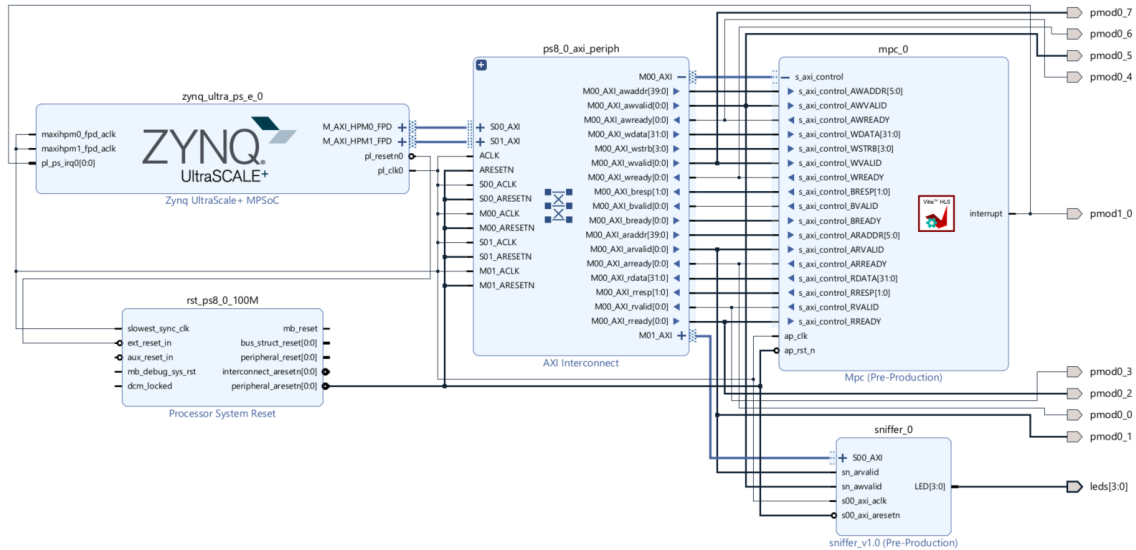 zynq_ultra_ps_e_0
maxihpm0_fpd_aclk
maxihpm1_fpd_aclk
pl_ps_irq0[0:0]
ZYNQ
UltraSCALE+
M_AXI_HPM0_FPD
M_AXI_HPM1_FPD
pl_resetn0
pl_clk0
Zynq UltraScale+ MPSoC
rst_ps8_0_100M
slowest_sync_clk
ext_reset_in
aux_reset_in
mb_debug_sys_rst
dcm_locked
mb_reset
bus_struct_reset[0:0]
peripheral_reset[0:0]
interconnect_aresetn[0:0]
peripheral_aresetn[0:0]
Processor System Reset
ps8_0_axi_periph
S00_AXI
S01_AXI
ACLK
ARESETN
S00_ACLK
S00_ARESETN
M00_ACLK
M00_ARESETN
S01_ACLK
S01_ARESETN
M01_ACLK
M01_ARESETN
M00_AXI
M00_AXI_awaddr[39:0]
M00_AXI_awvalid[0:0]
M00_AXI_awready[0:0]
M00_AXI_wdata[31:0]
M00_AXI_wstrb[3:0]
M00_AXI_wvalid[0:0]
M00_AXI_wready[0:0]
M00_AXI_bresp[1:0]
M00_AXI_bvalid[0:0]
M00_AXI_bready[0:0]
M00_AXI_araddr[39:0]
M00_AXI_arvalid[0:0]
M00_AXI_arready[0:0]
M00_AXI_rdata[31:0]
M00_AXI_rresp[1:0]
M00_AXI_rvalid[0:0]
M00_AXI_rready[0:0]
M01_AXI
AXI Interconnect
mpc_0
s_axi_control
s_axi_control_AWADDR[5:0]
s_axi_control_AWVALID
s_axi_control_AWREADY
s_axi_control_WDATA[31:0]
s_axi_control_WSTRB[3:0]
s_axi_control_WVALID
s_axi_control_WREADY
s_axi_control_BRESP[1:0]
s_axi_control_BVALID
s_axi_control_BREADY
s_axi_control_ARADDR[5:0]
s_axi_control_ARVALID
s_axi_control_ARREADY
s_axi_control_RDATA[31:0]
s_axi_control_RRESP[1:0]
s_axi_control_RVALID
s_axi_control_RREADY
ap_clk
ap_rst_n
Vitis™ HLS
interrupt
Mpc (Pre-Production)
sniffer_0
S00_AXI
sn_arvalid
sn_awvalid
s00_axi_aclk
s00_axi_aresetn
LED[3:0]
sniffer_v1.0 (Pre-Production)
pmod0_7
pmod0_6
pmod0_5
pmod0_4
pmod1_0
pmod0_3
pmod0_2
pmod0_0
pmod0_1
leds[3:0]